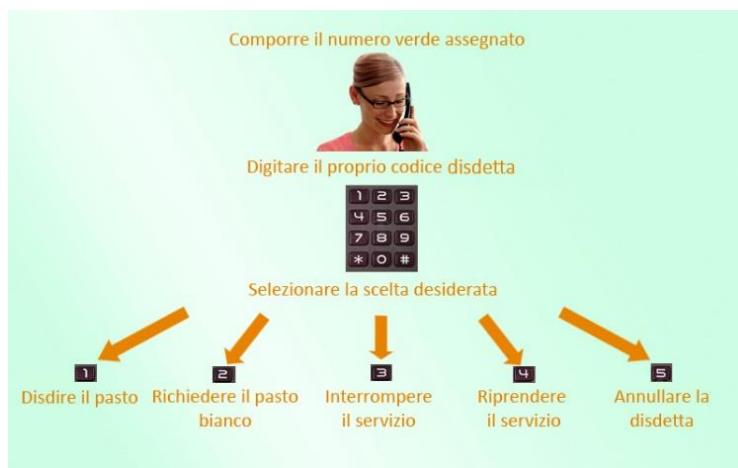 Comporre il numero verde assegnato
Digitare il proprio codice disdetta
1 2 3
4 5 6
7 8 9
* 0 #
Selezionare la scelta desiderata
1
Disdire il pasto
2
Richiedere il pasto
bianco
3
Interrompere
il servizio
4
Riprendere
il servizio
5
Annullare la
disdetta